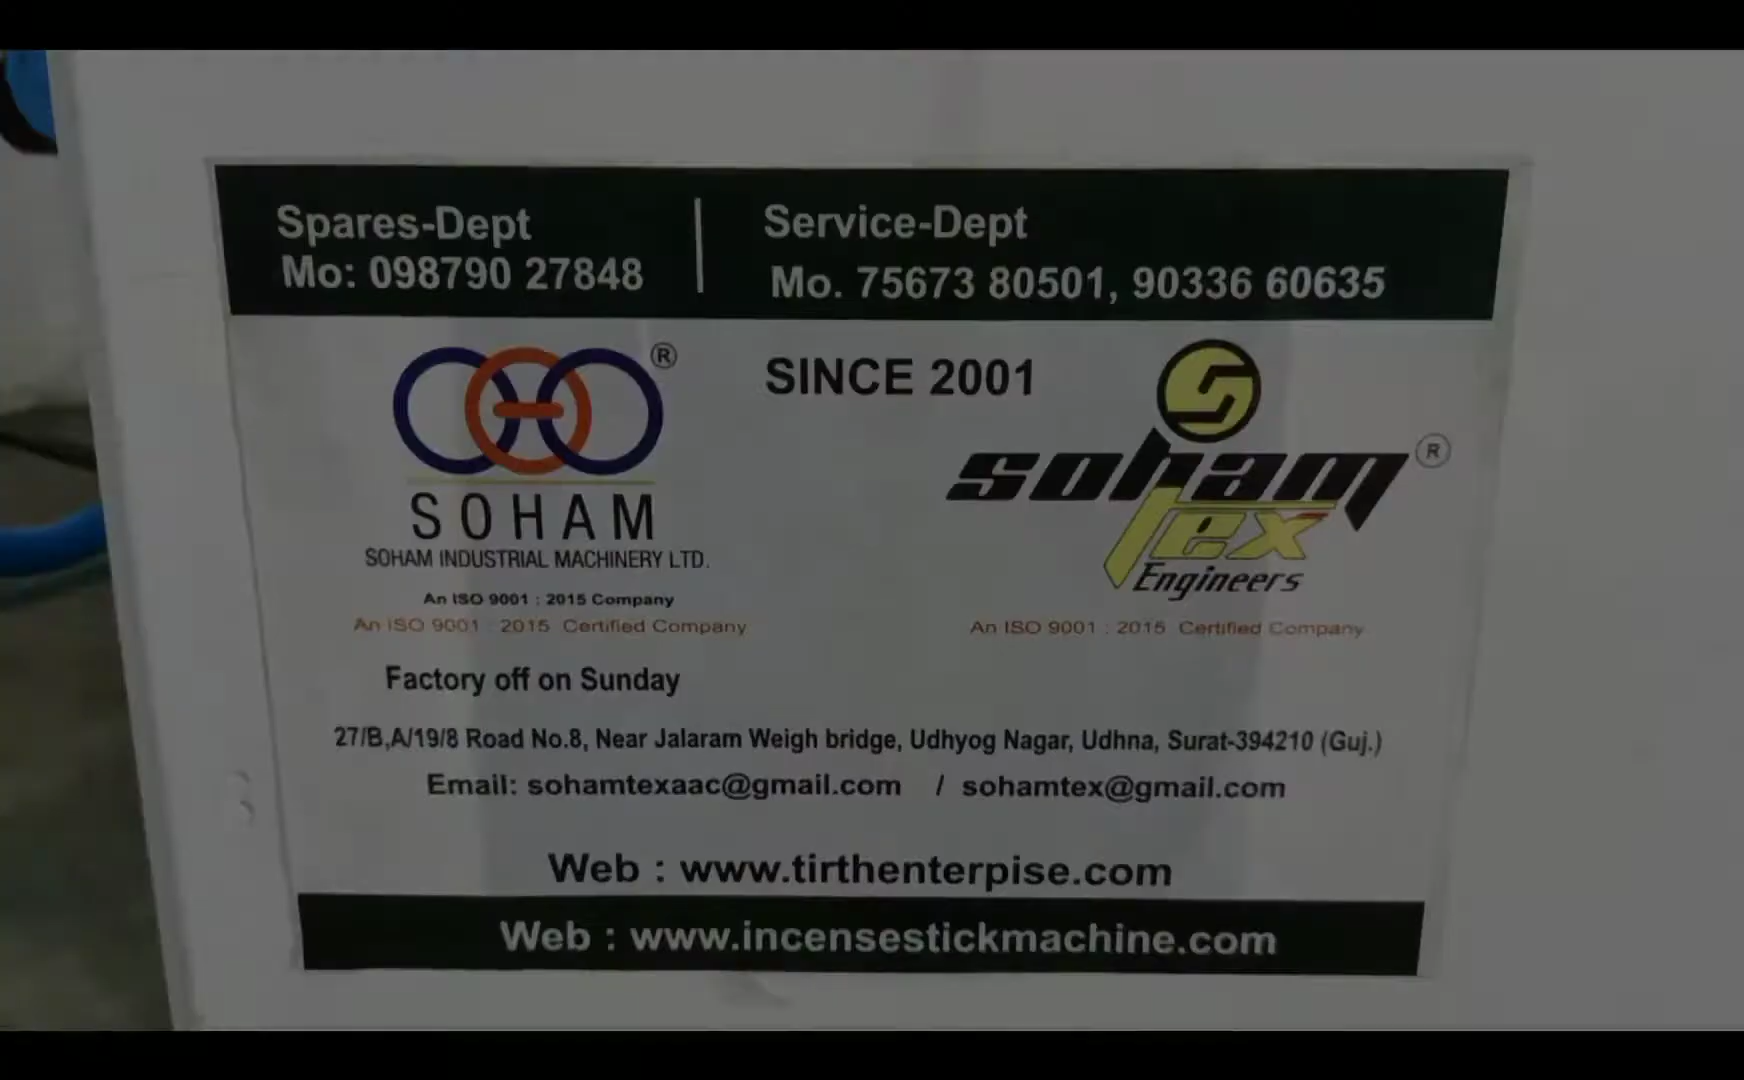 Spares-Dept
Mo: 098790 27848
Service-Dept
Mo. 75673 80501, 90336 60635
®
SOHAM
SOHAM INDUSTRIAL MACHINERY LTD.
An ISO 9001 : 2015 Company
An ISO 9001 : 2015 Certified Company
SINCE 2001
S
soham ®
Tex
Engineers
An ISO 9001 : 2015 Certified Company
Factory off on Sunday
27/B,A/19/8 Road No.8, Near Jalaram Weigh bridge, Udhyog Nagar, Udhna, Surat-394210 (Guj.)
Email: sohamtexaac@gmail.com / sohamtex@gmail.com
Web : www.tirthenterpise.com
Web : www.incensestickmachine.com